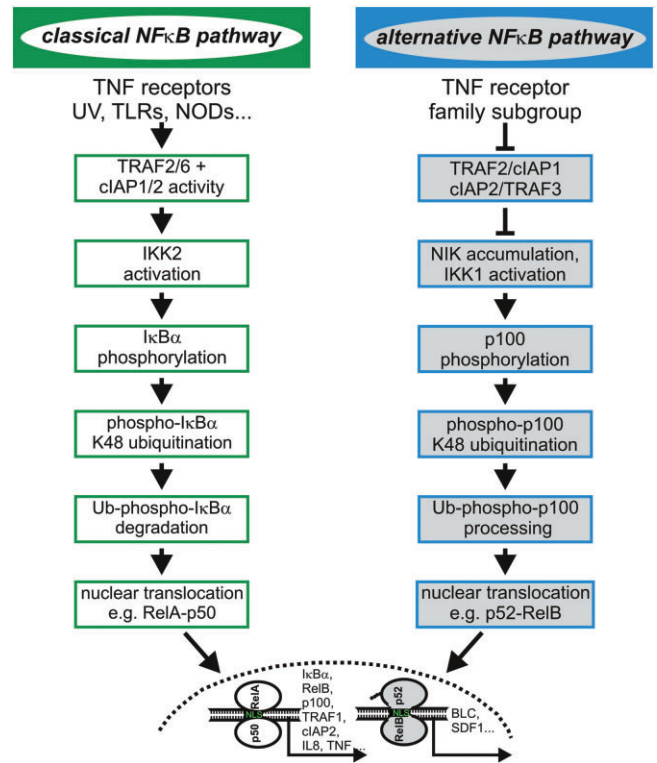 classical NFκB pathway
TNF receptors
UV, TLRs, NODs...
TRAF2/6 +
cIAP1/2 activity
IKK2
activation
IκBα
phosphorylation
phospho-IκBα
K48 ubiquitination
Ub-phospho-IκBα
degradation
nuclear translocation
e.g. RelA-p50
alternative NFκB pathway
TNF receptor
family subgroup
TRAF2/cIAP1
cIAP2/TRAF3
NIK accumulation,
IKK1 activation
p100
phosphorylation
phospho-p100
K48 ubiquitination
Ub-phospho-p100
processing
nuclear translocation
e.g. p52-RelB
RelA
NLS
p50
IκBα,
RelB,
p100,
TRAF1,
cIAP2,
IL8, TNF...
p52
NLS
RelB
BLC,
SDF1...